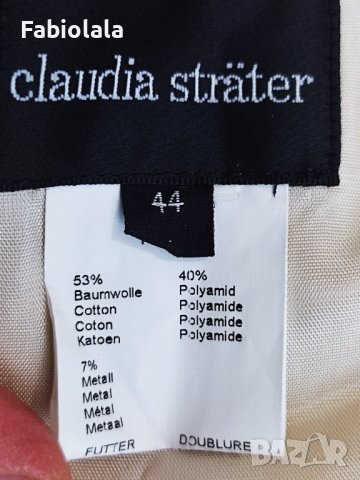 Fabiolala
claudia sträter
44
53%
Baumwolle
Cotton
Coton
Katoen
40%
Polyamid
Polyamide
Polyamide
Polyamide
7%
Metall
Metal
Métal
Metaal
FUTTER DOUBLURE
BAZAR